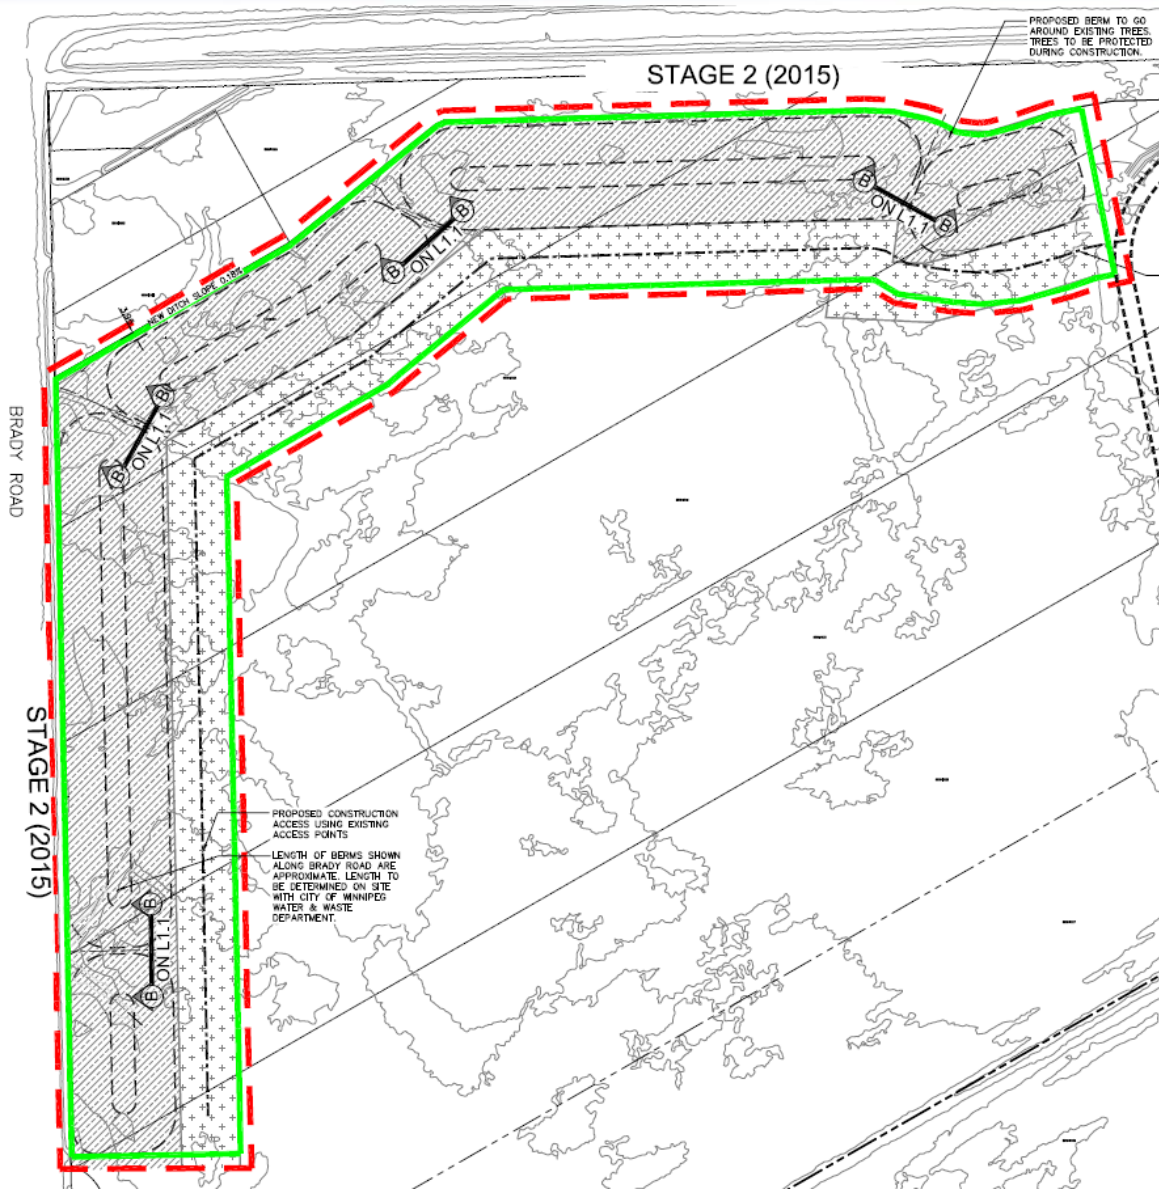 PROPOSED BERM TO GO
AROUND EXISTING TREES.
TREES TO BE PROTECTED
DURING CONSTRUCTION.
STAGE 2 (2015)
B
ON L1.1
B
B
ON L1.1
B
NEW DITCH SLOPE 0.18%
B
ON L1.1
B
BRADY ROAD
STAGE 2 (2015)
PROPOSED CONSTRUCTION
ACCESS USING EXISTING
ACCESS POINTS
LENGTH OF BERMS SHOWN
ALONG BRADY ROAD ARE
APPROXIMATE. LENGTH TO
BE DETERMINED ON SITE
WITH CITY OF WINNIPEG
WATER & WASTE
DEPARTMENT.
B
ON L1.1
B